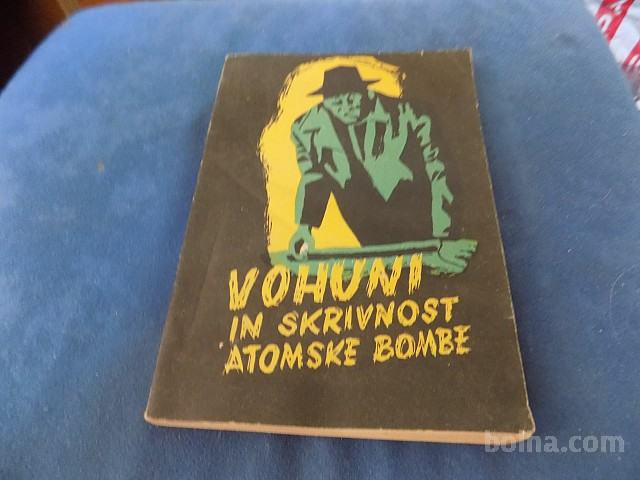 VOHUNI
IN SKRIVNOST
ATOMSKE BOMBE
bolha.com